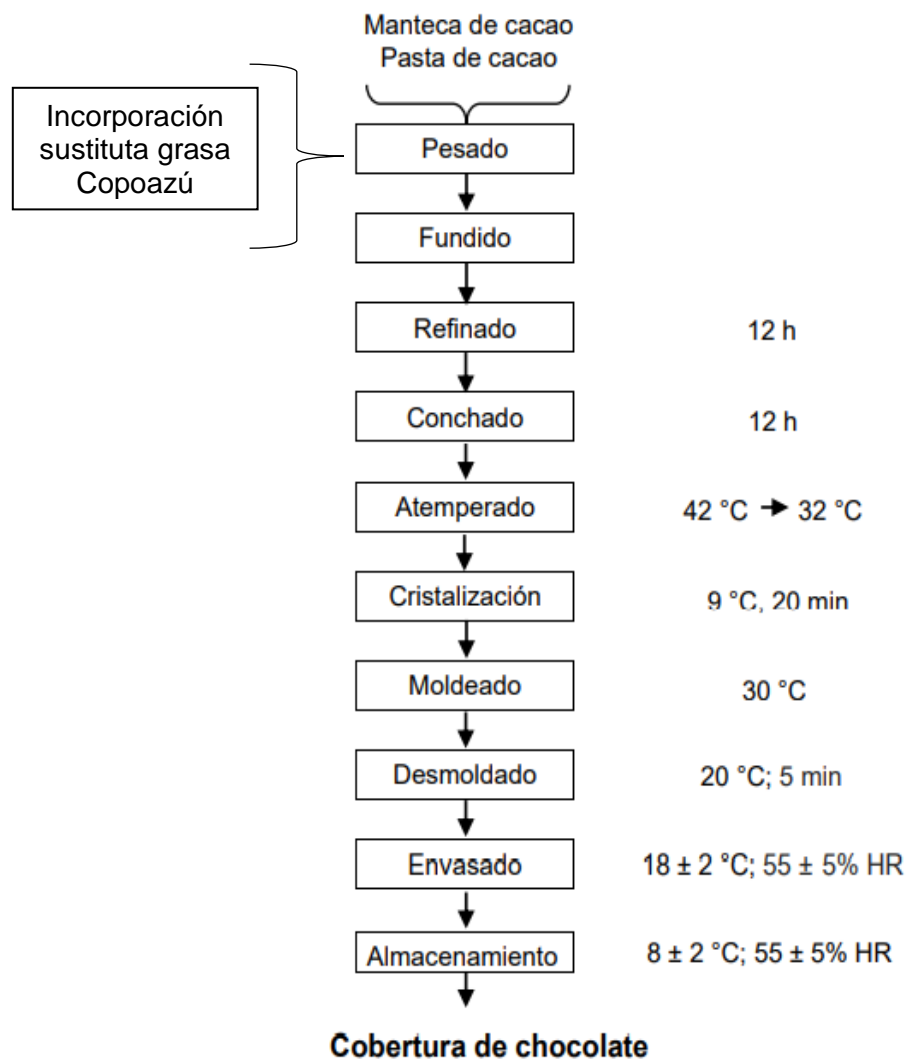 Manteca de cacao
Pasta de cacao
Incorporación
sustituta grasa
Copoazú
Pesado
Fundido
Refinado 12 h
Conchado 12 h
Atemperado 42 °C → 32 °C
Cristalización 9 °C, 20 min
Moldeado 30 °C
Desmoldado 20 °C; 5 min
Envasado 18 ± 2 °C; 55 ± 5% HR
Almacenamiento 8 ± 2 °C; 55 ± 5% HR
Cobertura de chocolate